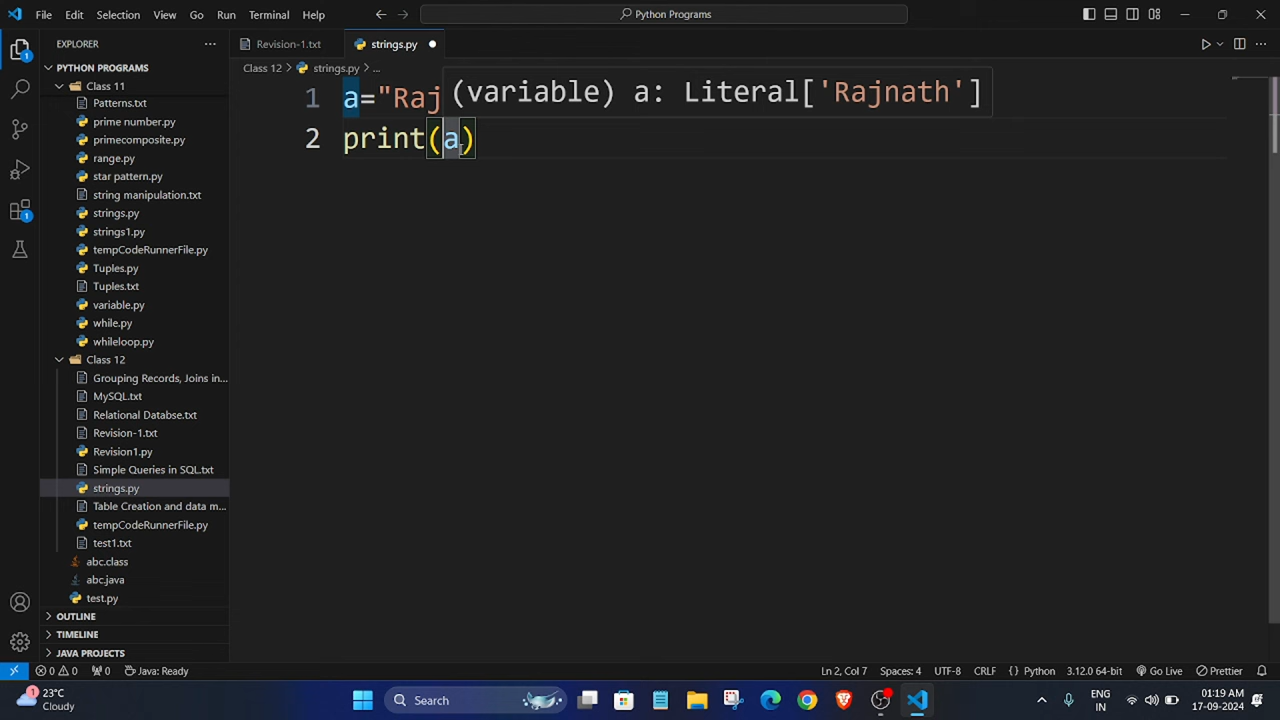 File Edit Selection View Go Run Terminal Help
Python Programs
EXPLORER
Revision-1.txt
strings.py
PYTHON PROGRAMS
Class 12 > strings.py > ...
Class 11
Patterns.txt
prime number.py
primecomposite.py
range.py
star pattern.py
string manipulation.txt
strings.py
strings1.py
tempCodeRunnerFile.py
Tuples.py
Tuples.txt
variable.py
while.py
whileloop.py
Class 12
Grouping Records, Joins in...
MySQL.txt
Relational Databse.txt
Revision-1.txt
Revision1.py
Simple Queries in SQL.txt
strings.py
Table Creation and data m...
tempCodeRunnerFile.py
test1.txt
abc.class
abc.java
test.py
OUTLINE
TIMELINE
JAVA PROJECTS
1 a="Raj
(variable) a: Literal['Rajnath']
2 print(a)
1
1
0 0 0 Java: Ready
Ln 2, Col 7 Spaces: 4 UTF-8 CRLF {} Python 3.12.0 64-bit Go Live Prettier
1
23°C
Cloudy
Search
ENG
IN
01:19 AM
17-09-2024